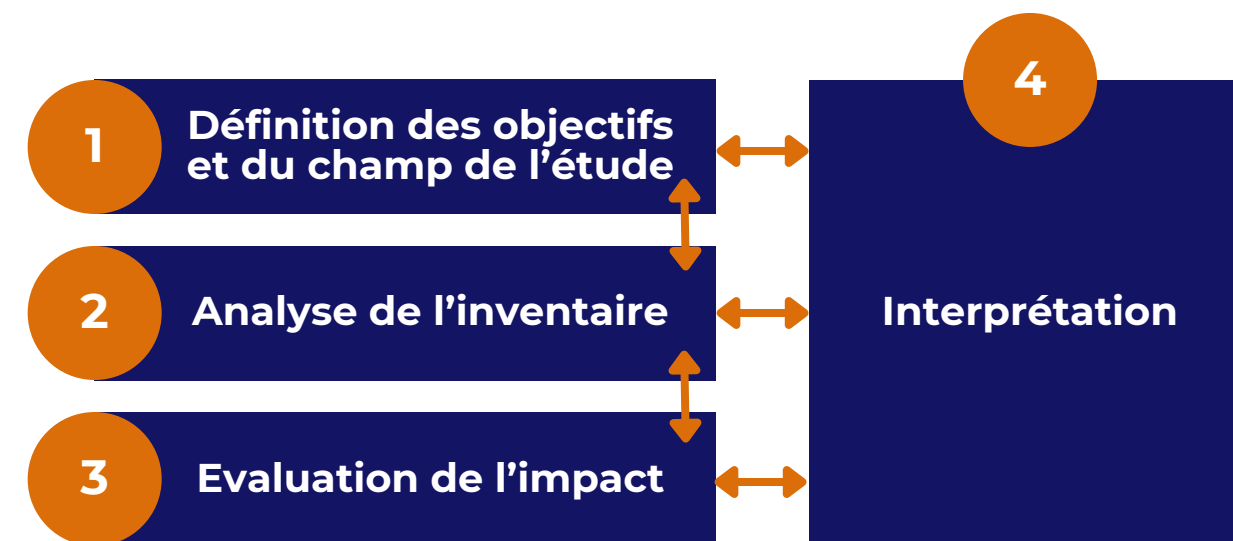 1
Définition des objectifs
et du champ de l’étude
2
Analyse de l’inventaire
3
Evaluation de l’impact
4
Interprétation